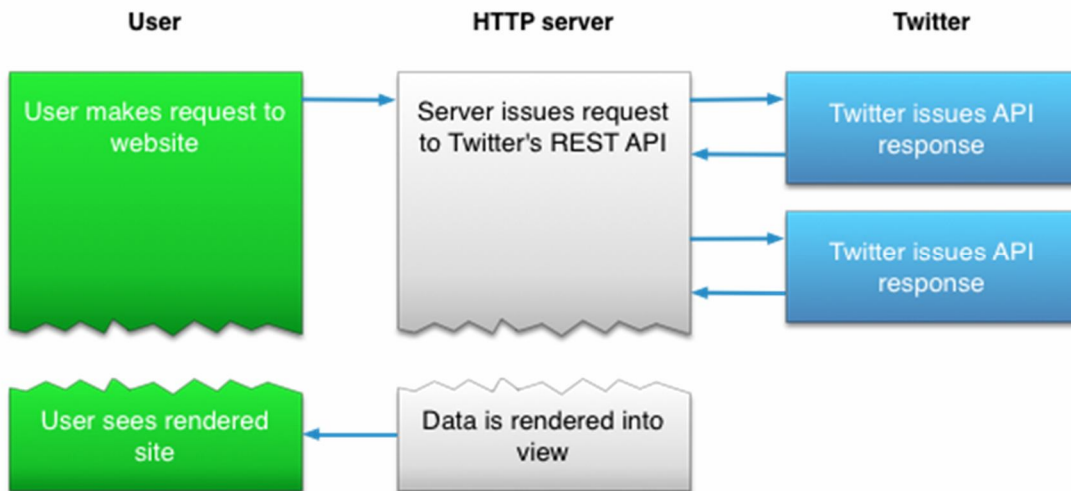 User
HTTP server
Twitter
User makes request to
website
Server issues request
to Twitter's REST API
Twitter issues API
response
Twitter issues API
response
User sees rendered
site
Data is rendered into
view